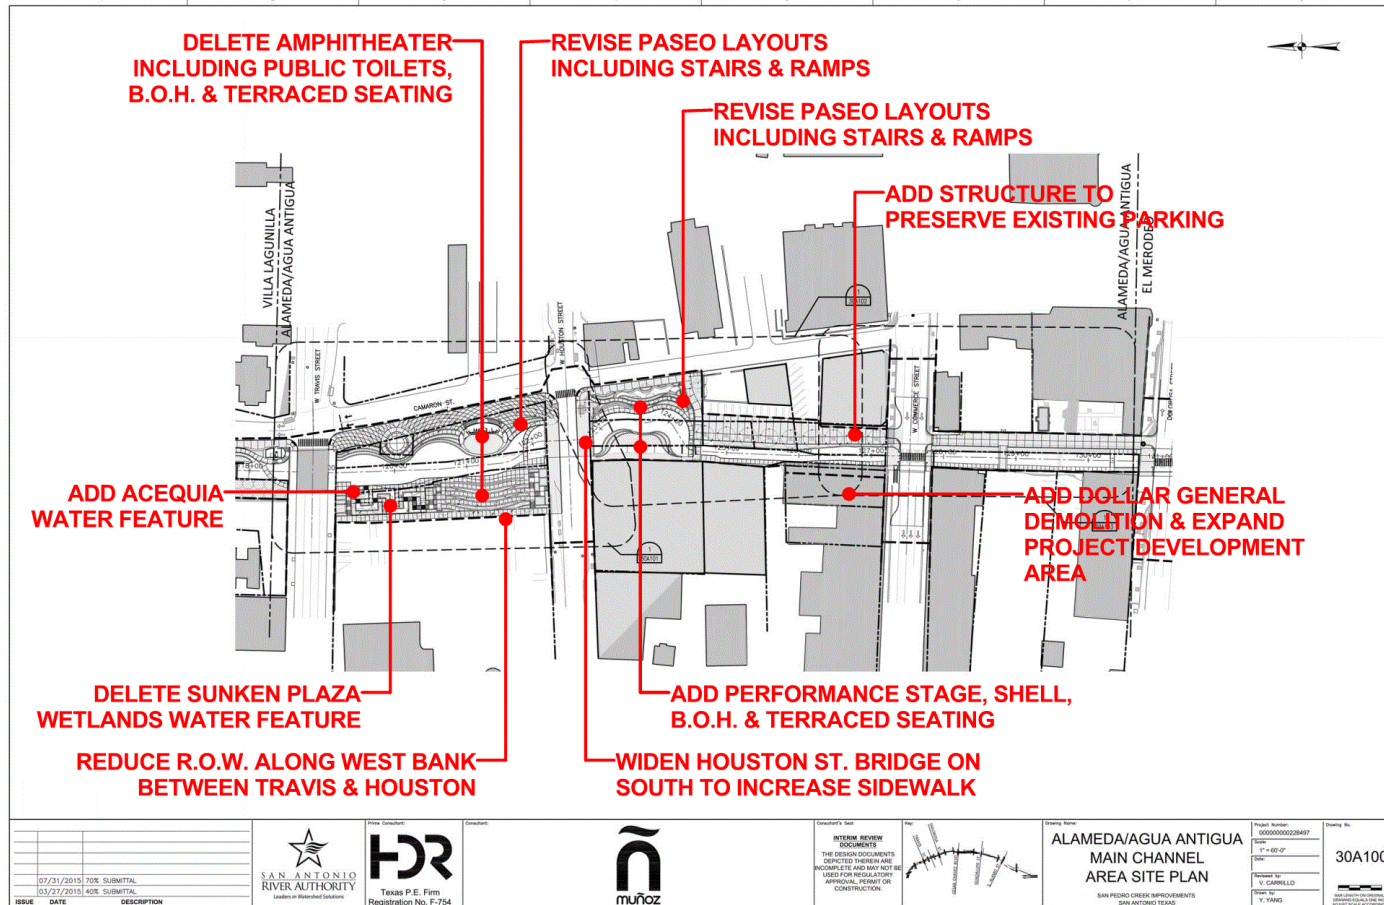 DELETE AMPHITHEATER
INCLUDING PUBLIC TOILETS,
B.O.H. & TERRACED SEATING
REVISE PASEO LAYOUTS
INCLUDING STAIRS & RAMPS
REVISE PASEO LAYOUTS
INCLUDING STAIRS & RAMPS
ADD STRUCTURE TO
PRESERVE EXISTING PARKING
VILLA LAGUNILLA
ALAMEDA/AGUA ANTIGUA
ALAMEDA/AGUA ANTIGUA
EL MERODEO
W TRAVIS STREET
CAMARON ST.
W HOUSTON STREET
W COMMERCE STREET
ADD ACEQUIA
WATER FEATURE
ADD DOLLAR GENERAL
DEMOLITION & EXPAND
PROJECT DEVELOPMENT
AREA
DELETE SUNKEN PLAZA
WETLANDS WATER FEATURE
ADD PERFORMANCE STAGE, SHELL,
B.O.H. & TERRACED SEATING
REDUCE R.O.W. ALONG WEST BANK
BETWEEN TRAVIS & HOUSTON
WIDEN HOUSTON ST. BRIDGE ON
SOUTH TO INCREASE SIDEWALK
07/31/2015 70% SUBMITTAL
03/27/2015 40% SUBMITTAL
ISSUE DATE DESCRIPTION
SAN ANTONIO
RIVER AUTHORITY
Leaders in Watershed Solutions
Prime Consultant:
HDR
Texas P.E. Firm
Registration No. F-754
Consultant:
ñ
muñoz
Consultant's Seal:
INTERIM REVIEW
DOCUMENTS
THE DESIGN DOCUMENTS
DEPICTED THEREIN ARE
INCOMPLETE AND MAY NOT BE
USED FOR REGULATORY
APPROVAL, PERMIT OR
CONSTRUCTION.
Key:
Drawing Name:
ALAMEDA/AGUA ANTIGUA
MAIN CHANNEL
AREA SITE PLAN
SAN PEDRO CREEK IMPROVEMENTS
SAN ANTONIO TEXAS
Project Number:
000000000228497
Scale:
1" = 60'-0"
Date:
Reviewed by:
V. CARRILLO
Drawn by:
Y. YANG
Drawing No.
30A100